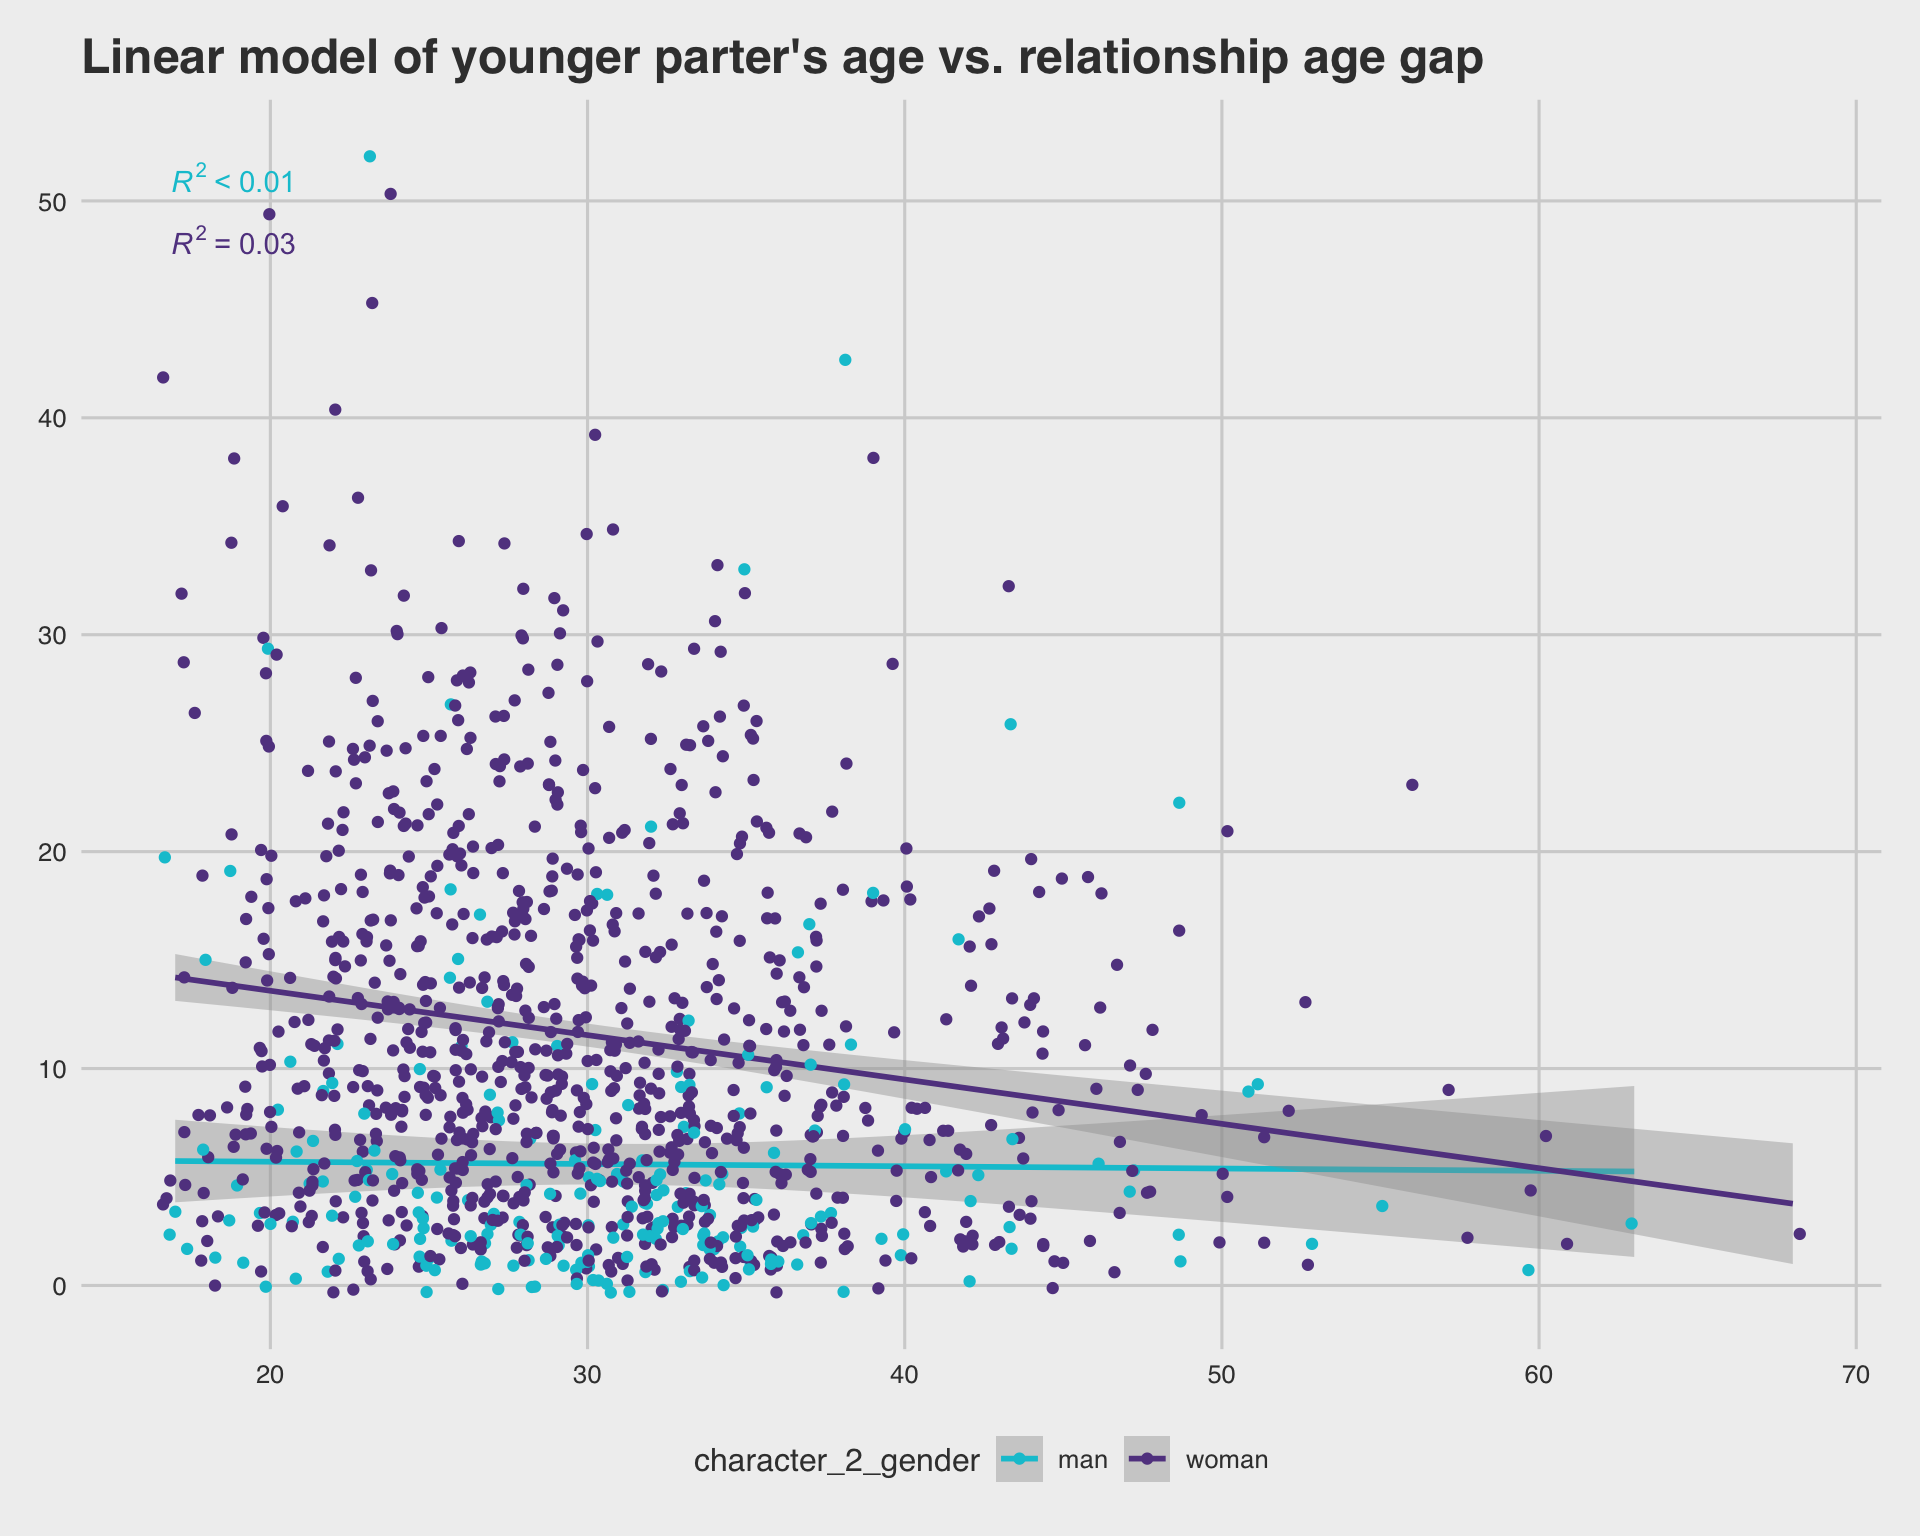 Linear model of younger parter's age vs. relationship age gap
R² < 0.01
R² = 0.03
50
40
30
20
10
0
20 30 40 50 60 70
character_2_gender man woman